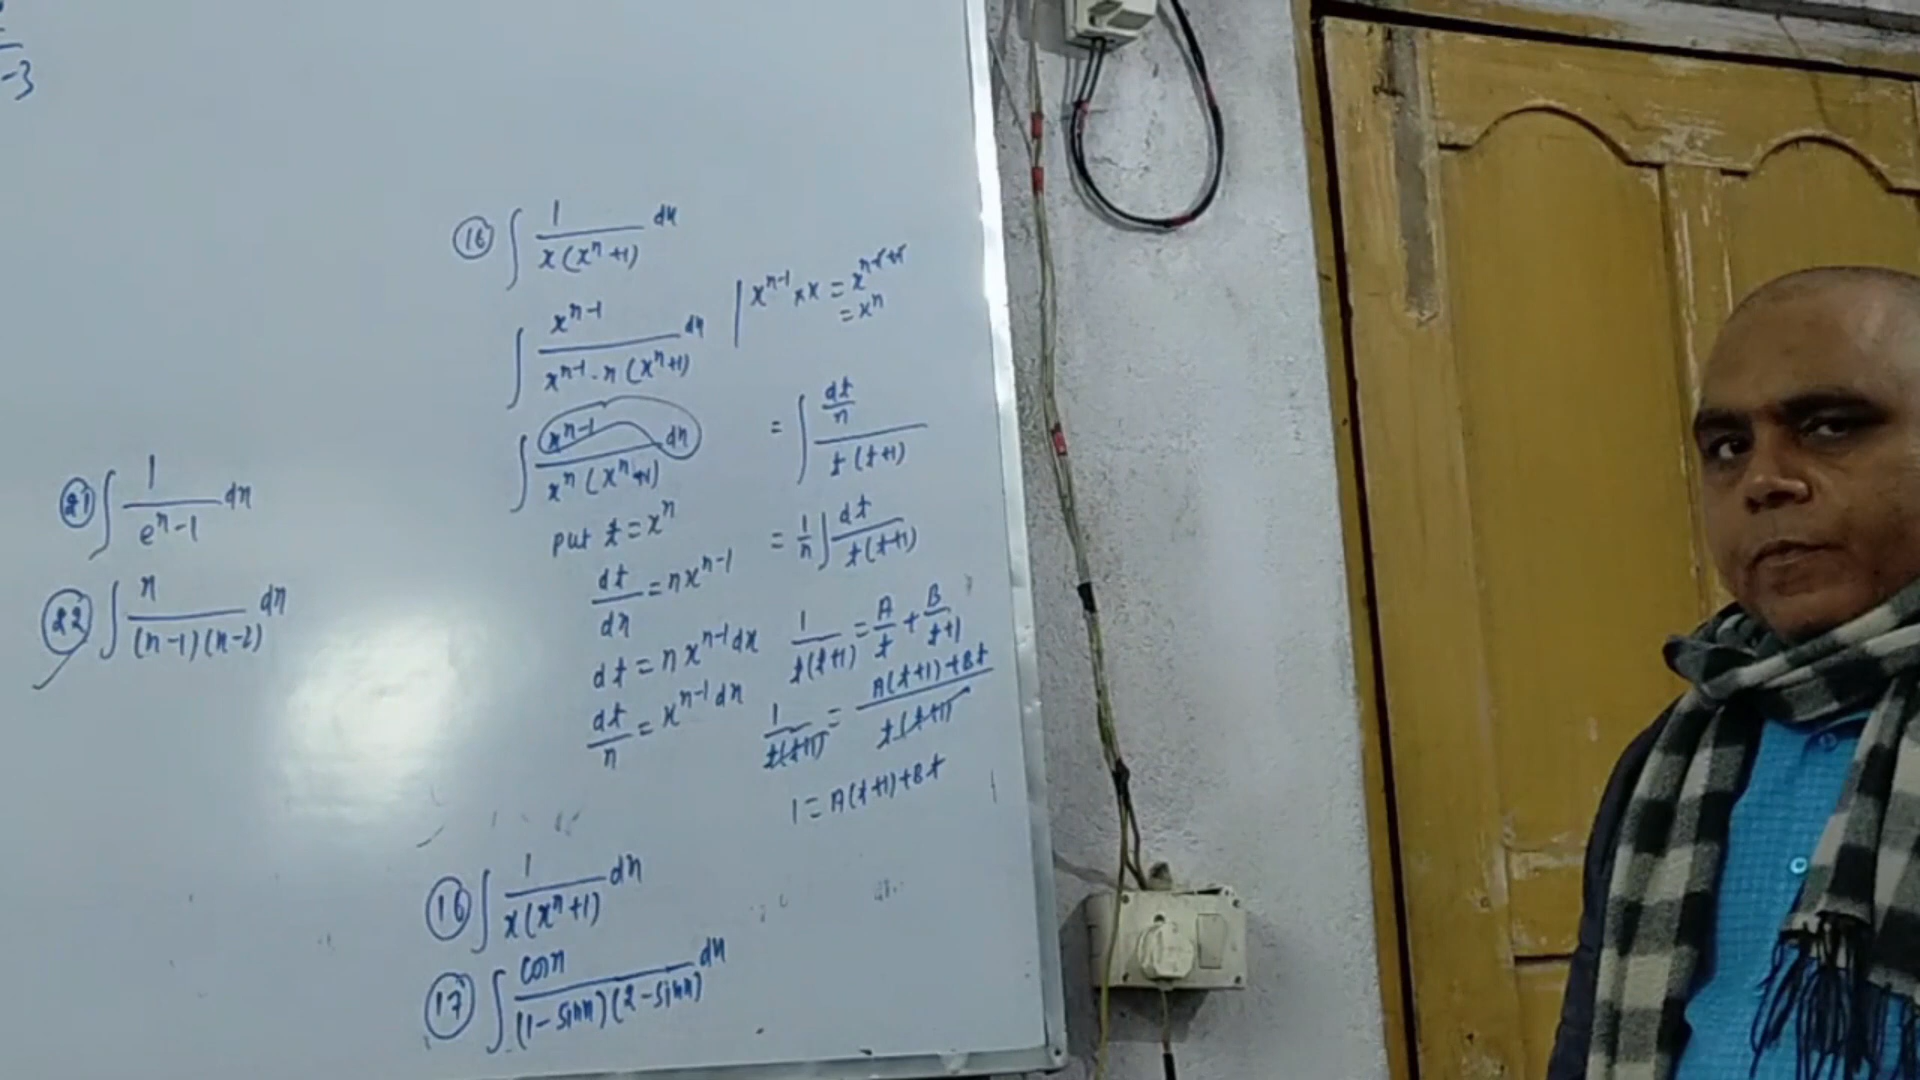 -3
(16) ∫ 1/(x(xⁿ+1)) dx
∫ xⁿ⁻¹/(xⁿ⁻¹·x(xⁿ+1)) dx | xⁿ⁻¹ × x = xⁿ⁻¹⁺¹
= xⁿ
∫ xⁿ⁻¹ dx/(xⁿ(xⁿ+1))
put t = xⁿ
dt/dx = nxⁿ⁻¹
dt = nxⁿ⁻¹dx
dt/n = xⁿ⁻¹dx
= ∫ (dt/n)/(t(t+1))
= 1/n ∫ dt/(t(t+1))
1/(t(t+1)) = A/t + B/(t+1)
1/(t(t+1)) = (A(t+1)+Bt)/(t(t+1))
1 = A(t+1)+Bt
(21) ∫ 1/(eˣ-1) dx
(22) ∫ x/((x-1)(x-2)) dx
(16) ∫ 1/(x(xⁿ+1)) dx
(17) ∫ cosx/((1-sinx)(2-sinx)) dx